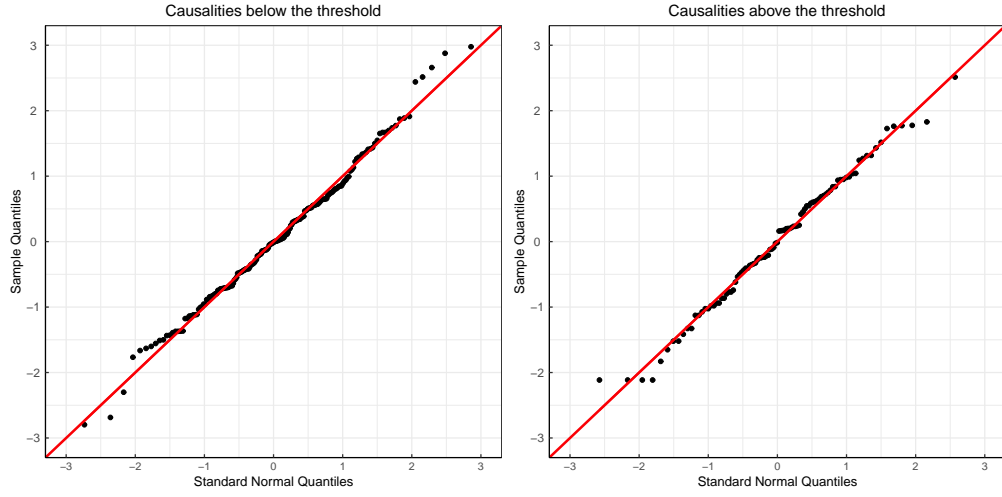 Causalities below the threshold
Causalities above the threshold
3
2
1
0
−1
−2
−3
Sample Quantiles
−3 −2 −1 0 1 2 3
Standard Normal Quantiles
3
2
1
0
−1
−2
−3
Sample Quantiles
−3 −2 −1 0 1 2 3
Standard Normal Quantiles